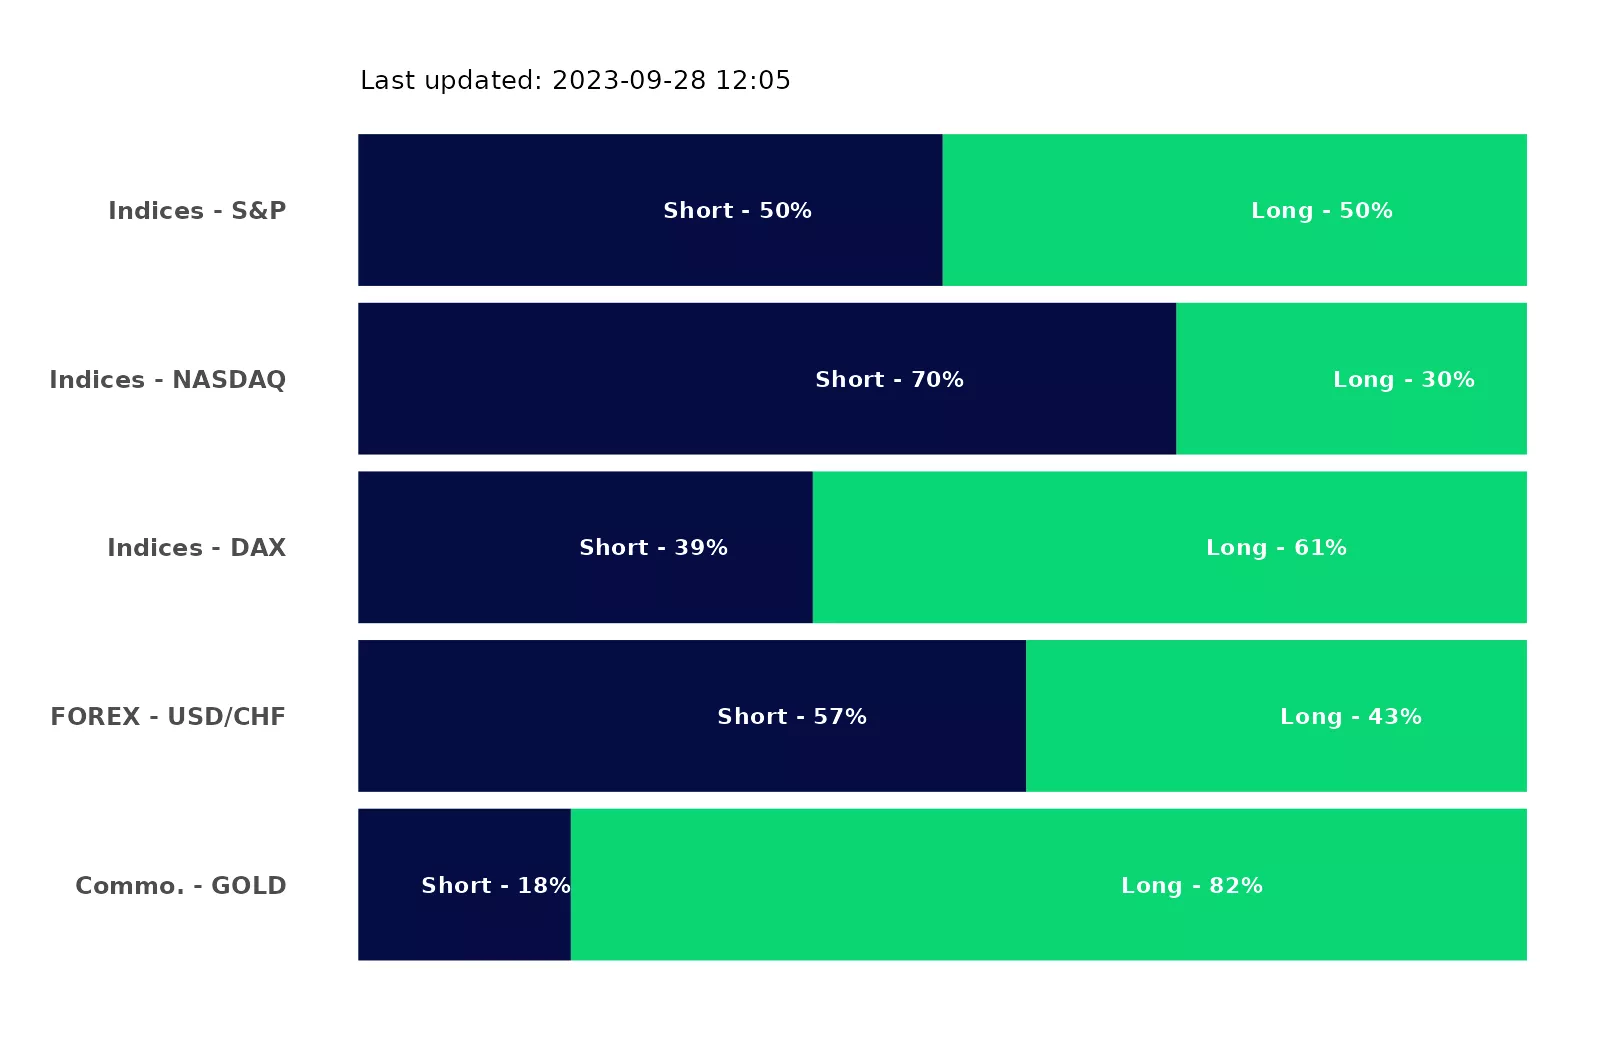 Last updated: 2023-09-28 12:05
Indices - S&P Short - 50% Long - 50%
Indices - NASDAQ Short - 70% Long - 30%
Indices - DAX Short - 39% Long - 61%
FOREX - USD/CHF Short - 57% Long - 43%
Commo. - GOLD Short - 18% Long - 82%